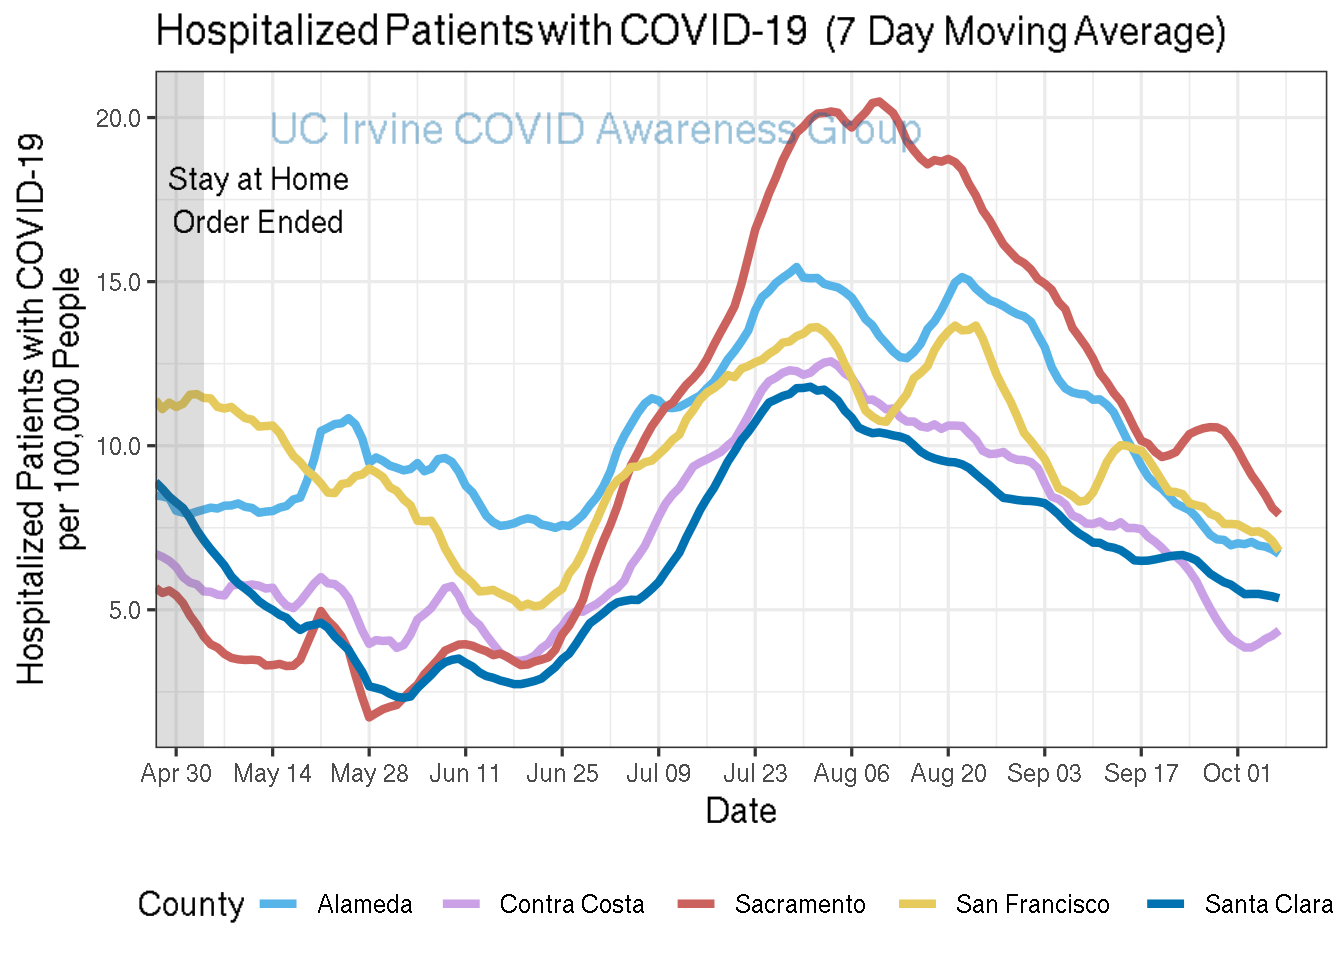 Hospitalized Patients with COVID-19 (7 Day Moving Average)
Hospitalized Patients with COVID-19
per 100,000 People
20.0
15.0
10.0
5.0
UC Irvine COVID Awareness Group
Stay at Home
Order Ended
Apr 30 May 14 May 28 Jun 11 Jun 25 Jul 09 Jul 23 Aug 06 Aug 20 Sep 03 Sep 17 Oct 01
Date
County Alameda Contra Costa Sacramento San Francisco Santa Clara